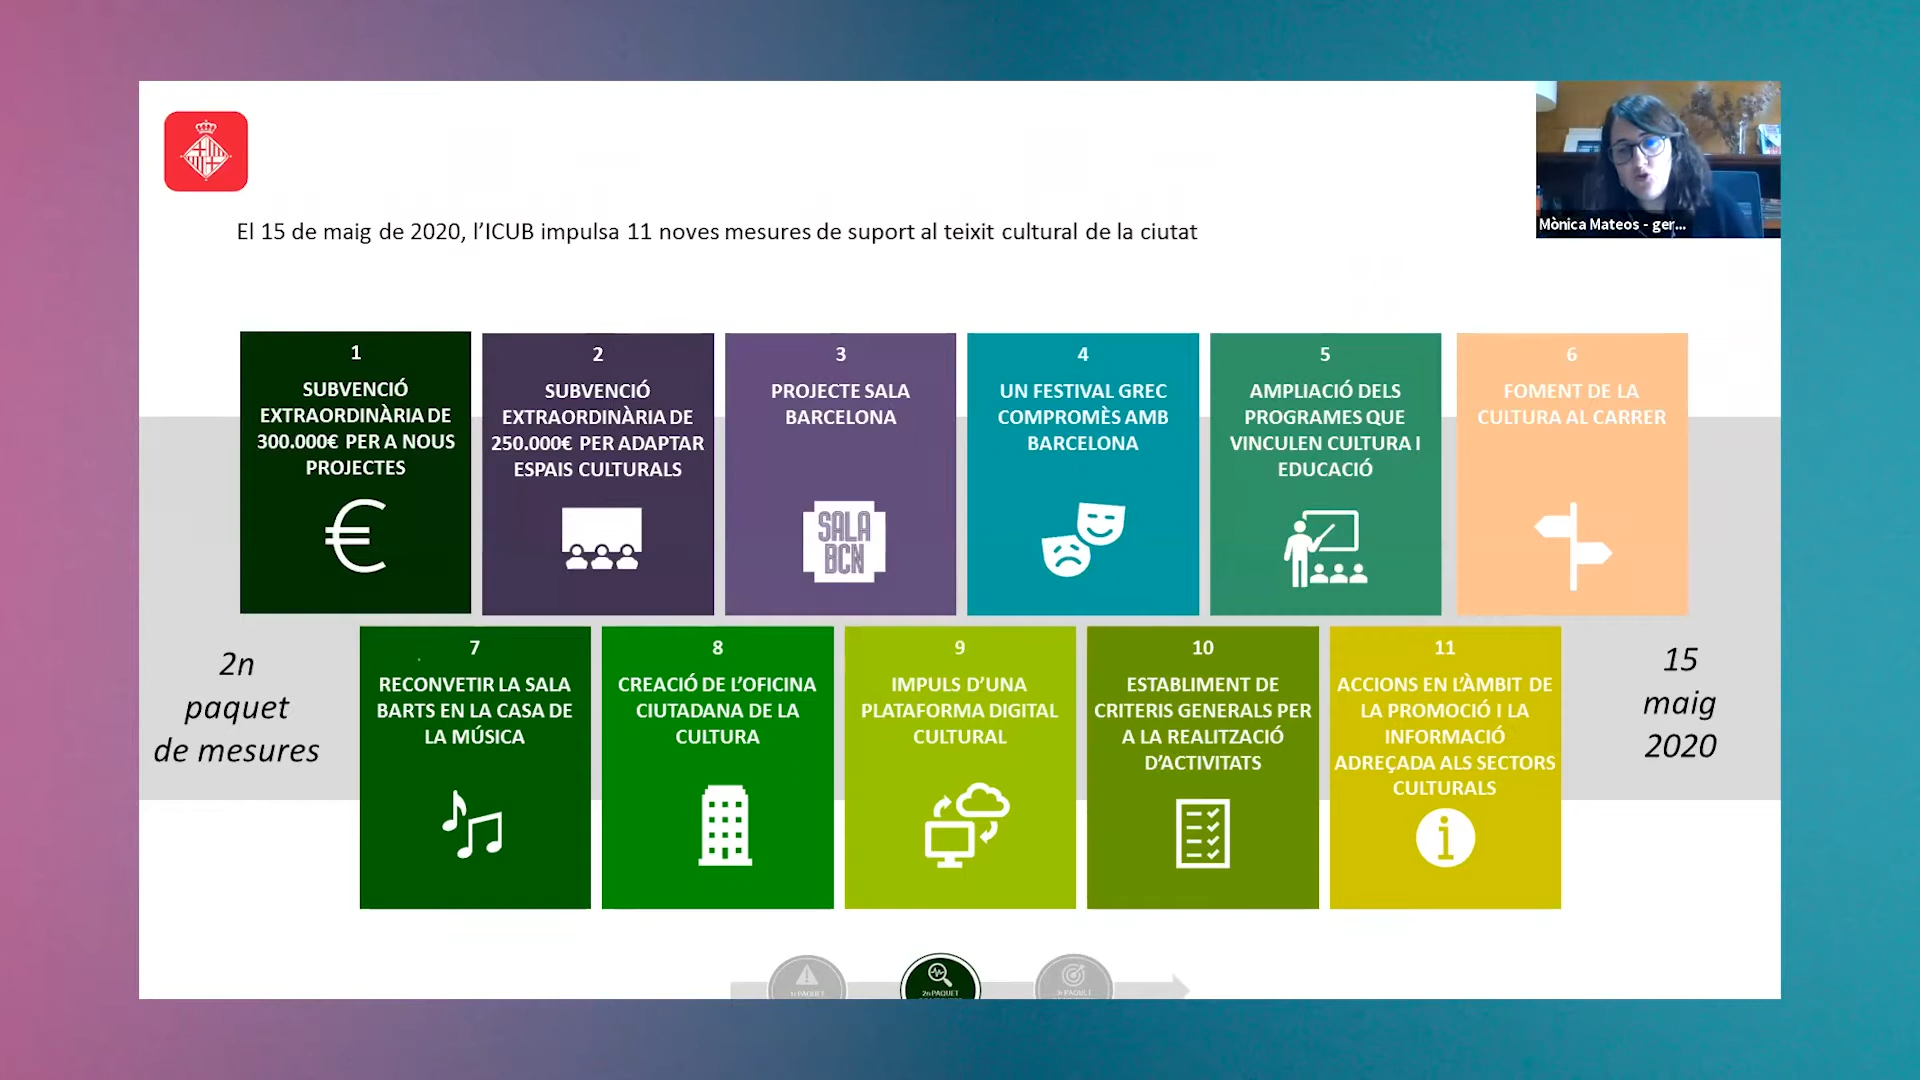 Mònica Mateos - ger...
El 15 de maig de 2020, l’ICUB impulsa 11 noves mesures de suport al teixit cultural de la ciutat
1
SUBVENCIÓ
EXTRAORDINÀRIA DE
300.000€ PER A NOUS
PROJECTES
2
SUBVENCIÓ
EXTRAORDINÀRIA DE
250.000€ PER ADAPTAR
ESPAIS CULTURALS
3
PROJECTE SALA
BARCELONA
SALA
BCN
4
UN FESTIVAL GREC
COMPROMÈS AMB
BARCELONA
5
AMPLIACIÓ DELS
PROGRAMES QUE
VINCULEN CULTURA I
EDUCACIÓ
6
FOMENT DE LA
CULTURA AL CARRER
2n
paquet
de mesures
7
RECONVETIR LA SALA
BARTS EN LA CASA DE
LA MÚSICA
8
CREACIÓ DE L’OFICINA
CIUTADANA DE LA
CULTURA
9
IMPULS D’UNA
PLATAFORMA DIGITAL
CULTURAL
10
ESTABLIMENT DE
CRITERIS GENERALS PER
A LA REALITZACIÓ
D’ACTIVITATS
11
ACCIONS EN L’ÀMBIT DE
LA PROMOCIÓ I LA
INFORMACIÓ
ADREÇADA ALS SECTORS
CULTURALS
15
maig
2020
1r PAQUET
2n PAQUET
3r PAQUET